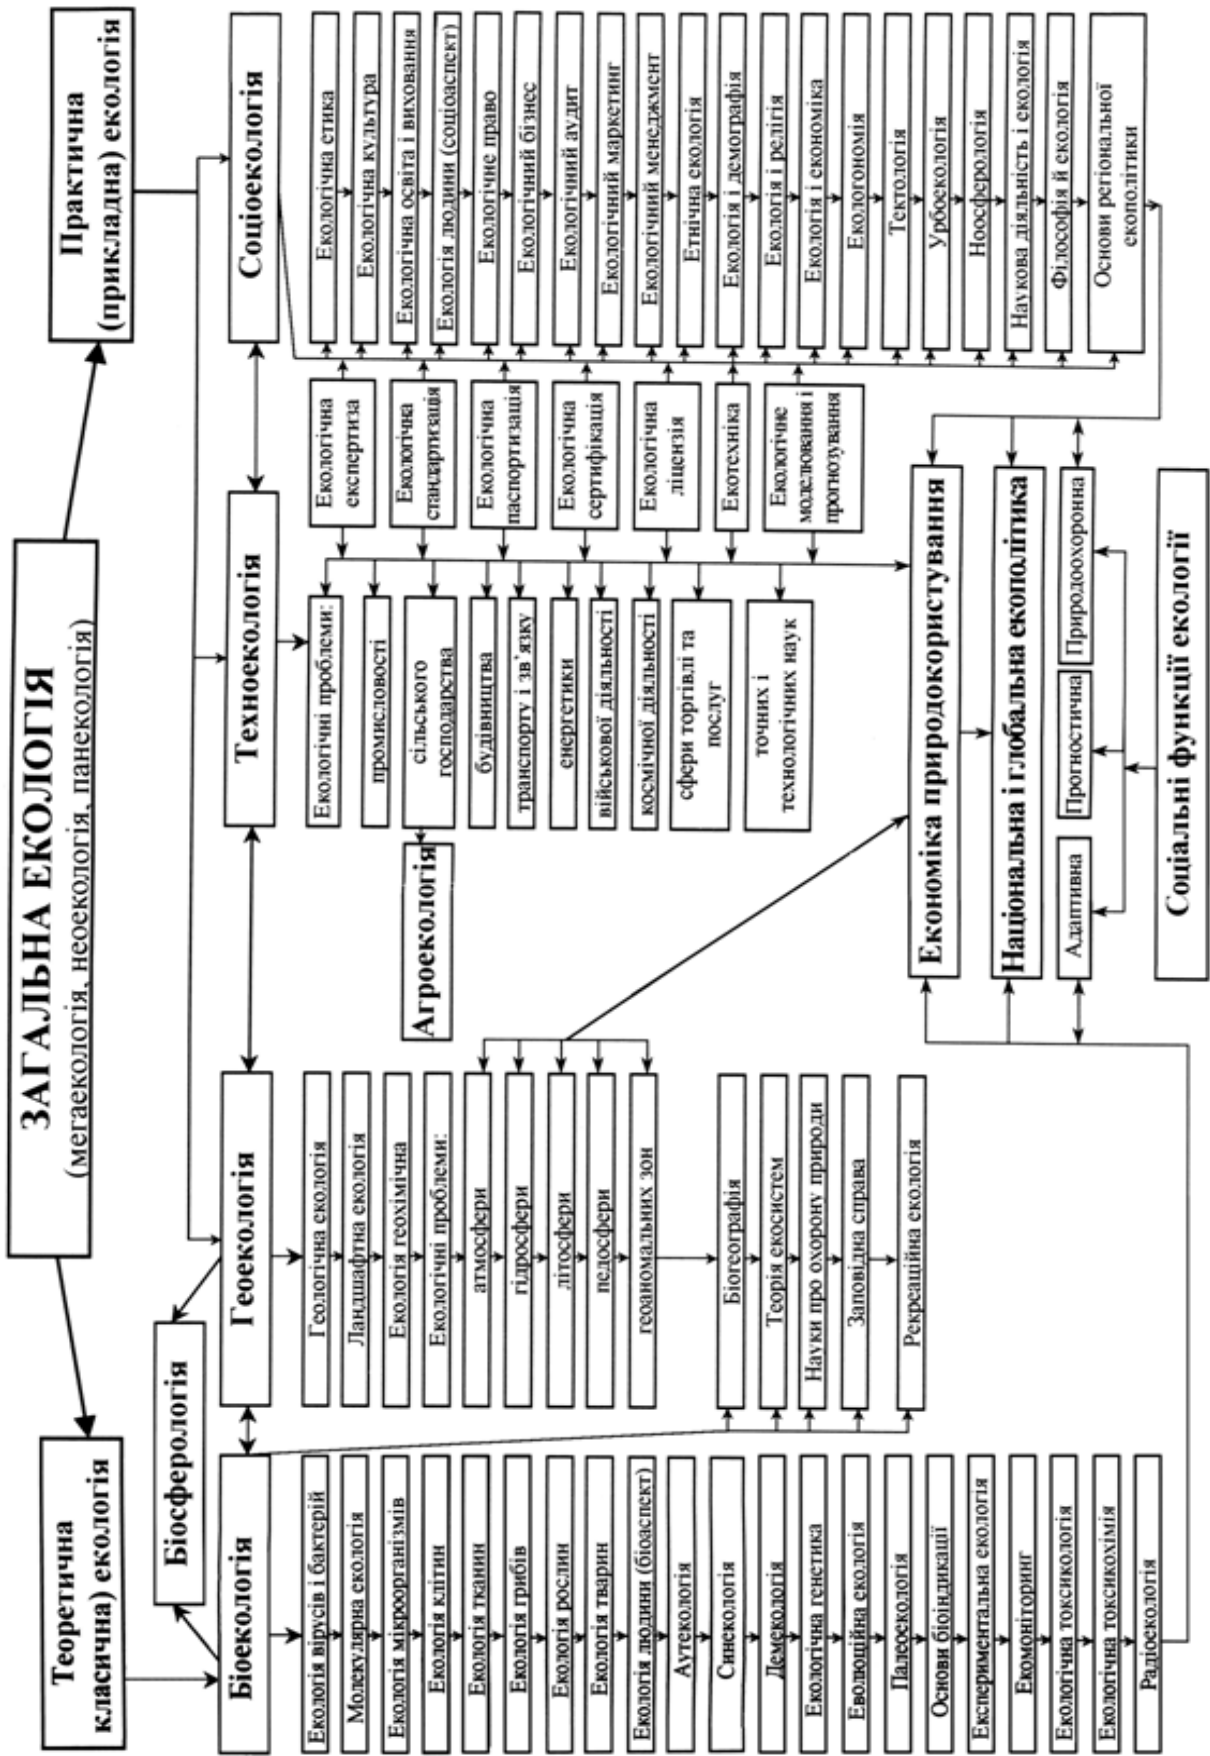 ЗАГАЛЬНА ЕКОЛОГІЯ
(мегаекологія, неоекологія, панекологія)
Теоретична
класична) екологія
Практична
(прикладна) екологія
Біосферологія
Біоекологія
Геоекологія
Техноекологія
Соціоекологія
Екологія вірусів і бактерій
Молекулярна екологія
Екологія мікроорганізмів
Екологія клітин
Екологія тканин
Екологія грибів
Екологія рослин
Екологія тварин
Екологія людини (біоаспект)
Аутекологія
Синекологія
Демекологія
Екологічна генетика
Еволюційна екологія
Палеоекологія
Основи біоіндикації
Експериментальна екологія
Екомоніторинг
Екологічна токсикологія
Екологічна токсикохімія
Радіоекологія
Геологічна екологія
Ландшафтна екологія
Екологія геохімічна
Екологічні проблеми:
атмосфери
гідросфери
літосфери
педосфери
геоаномальних зон
Біогеографія
Теорія екосистем
Науки про охорону природи
Заповідна справа
Рекреаційна екологія
Агроекологія
Екологічні проблеми:
промисловості
сільського
господарства
будівництва
транспорту і зв'язку
енергетики
військової діяльності
космічної діяльності
сфери торгівлі та
послуг
точних і
технологічних наук
Екологічна
експертиза
Екологічна
стандартизація
Екологічна
паспортизація
Екологічна
сертифікація
Екологічна
ліцензія
Екотехніка
Екологічне
моделювання і
прогнозування
Екологічна етика
Екологічна культура
Екологічна освіта і виховання
Екологія людини (соціоаспект)
Екологічне право
Екологічний бізнес
Екологічний аудит
Екологічний маркетинг
Екологічний менеджмент
Етнічна екологія
Екологія і демографія
Екологія і релігія
Екологія і економіка
Екологономія
Тектологія
Урбоекологія
Ноосферологія
Наукова діяльність і екологія
Філософія й екологія
Основи регіональної
екополітики
Економіка природокористування
Національна і глобальна екополітика
Адаптивна
Прогностична
Природоохоронна
Соціальні функції екології